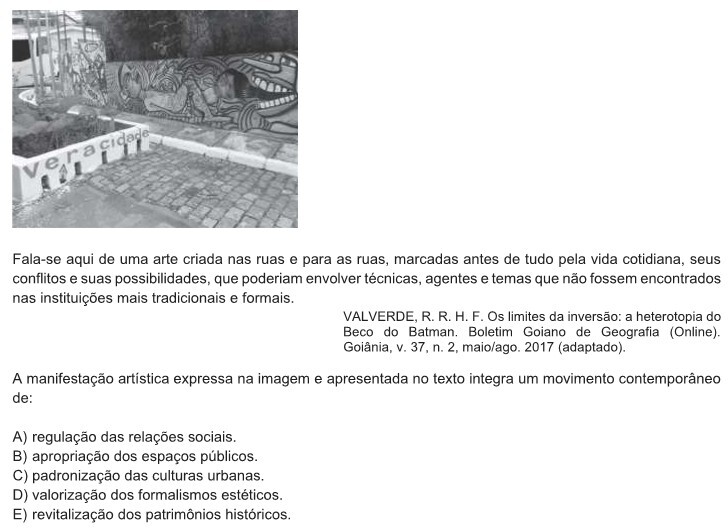 veracidade
Fala-se aqui de uma arte criada nas ruas e para as ruas, marcadas antes de tudo pela vida cotidiana, seus
conflitos e suas possibilidades, que poderiam envolver técnicas, agentes e temas que não fossem encontrados
nas instituições mais tradicionais e formais.
VALVERDE, R. R. H. F. Os limites da inversão: a heterotopia do
Beco do Batman. Boletim Goiano de Geografia (Online).
Goiânia, v. 37, n. 2, maio/ago. 2017 (adaptado).
A manifestação artística expressa na imagem e apresentada no texto integra um movimento contemporâneo
de:
A) regulação das relações sociais.
B) apropriação dos espaços públicos.
C) padronização das culturas urbanas.
D) valorização dos formalismos estéticos.
E) revitalização dos patrimônios históricos.